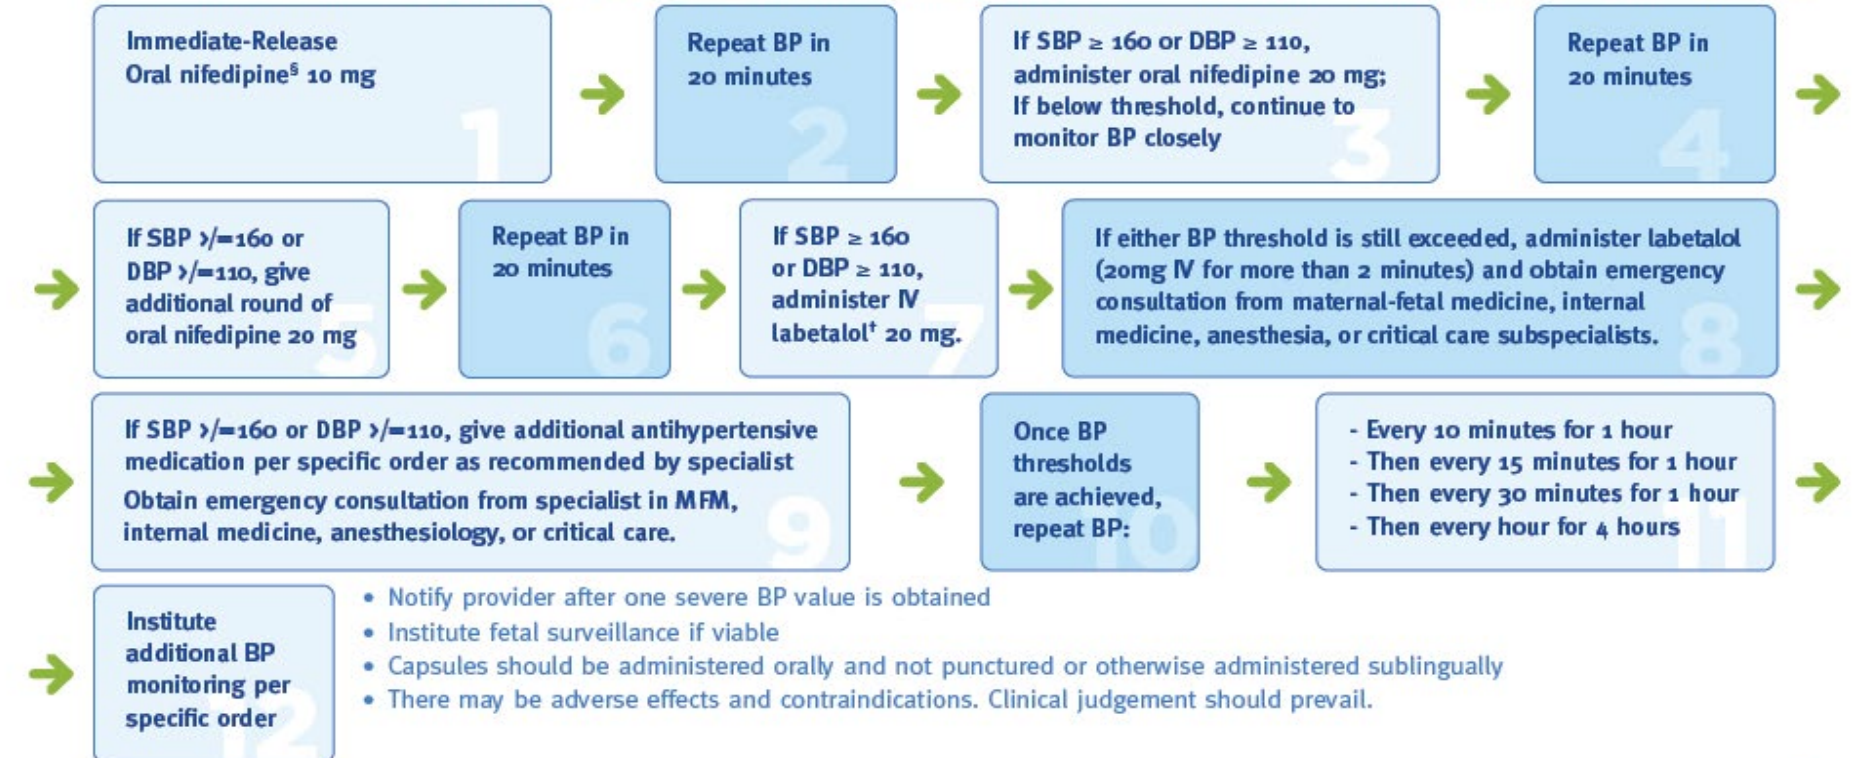 Immediate-Release
Oral nifedipine§ 10 mg
1
Repeat BP in
20 minutes
2
If SBP ≥ 160 or DBP ≥ 110,
administer oral nifedipine 20 mg;
If below threshold, continue to
monitor BP closely
3
Repeat BP in
20 minutes
4
If SBP >/=160 or
DBP >/=110, give
additional round of
oral nifedipine 20 mg
5
Repeat BP in
20 minutes
6
If SBP ≥ 160
or DBP ≥ 110,
administer IV
labetalol† 20 mg.
7
If either BP threshold is still exceeded, administer labetalol
(20mg IV for more than 2 minutes) and obtain emergency
consultation from maternal-fetal medicine, internal
medicine, anesthesia, or critical care subspecialists.
8
If SBP >/=160 or DBP >/=110, give additional antihypertensive
medication per specific order as recommended by specialist
Obtain emergency consultation from specialist in MFM,
internal medicine, anesthesiology, or critical care.
9
Once BP
thresholds
are achieved,
repeat BP:
10
- Every 10 minutes for 1 hour
- Then every 15 minutes for 1 hour
- Then every 30 minutes for 1 hour
- Then every hour for 4 hours
11
Institute
additional BP
monitoring per
specific order
12
• Notify provider after one severe BP value is obtained
• Institute fetal surveillance if viable
• Capsules should be administered orally and not punctured or otherwise administered sublingually
• There may be adverse effects and contraindications. Clinical judgement should prevail.